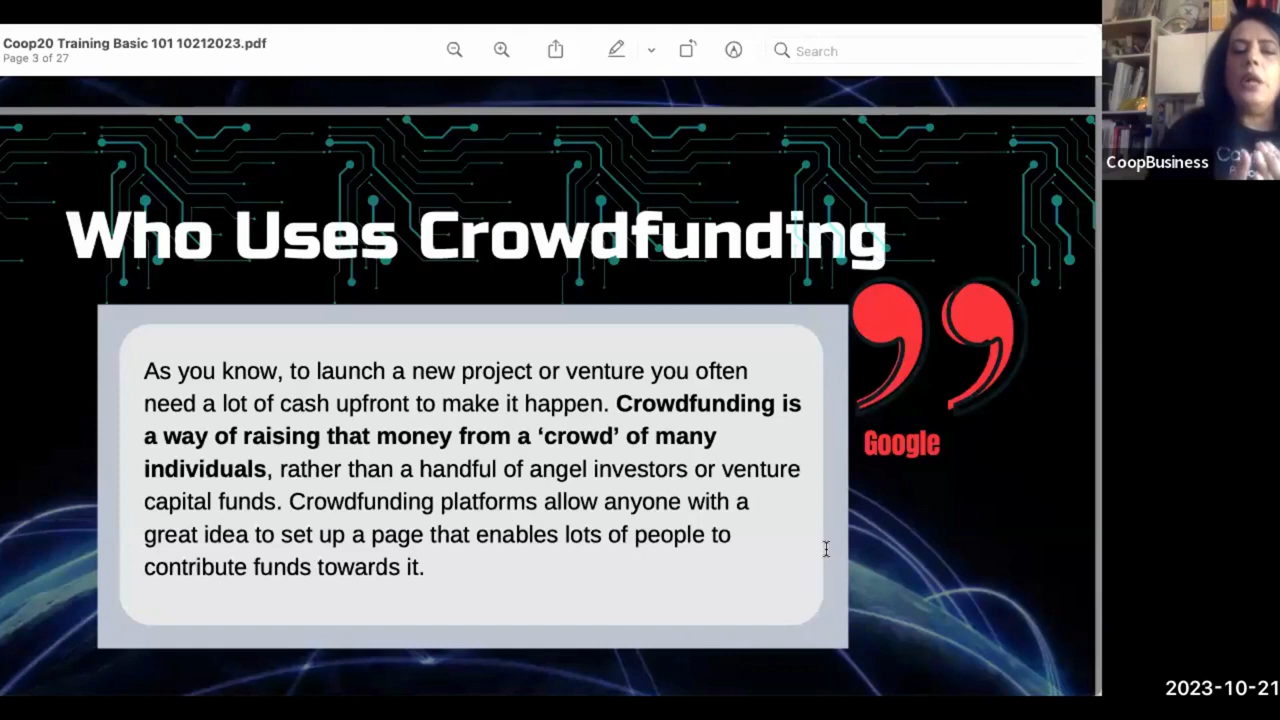 Coop20 Training Basic 101 10212023.pdf
Page 3 of 27
Search
CoopBusiness
Who Uses Crowdfunding
As you know, to launch a new project or venture you often
need a lot of cash upfront to make it happen. Crowdfunding is
a way of raising that money from a ‘crowd’ of many
individuals, rather than a handful of angel investors or venture
capital funds. Crowdfunding platforms allow anyone with a
great idea to set up a page that enables lots of people to
contribute funds towards it.
Google
2023-10-21